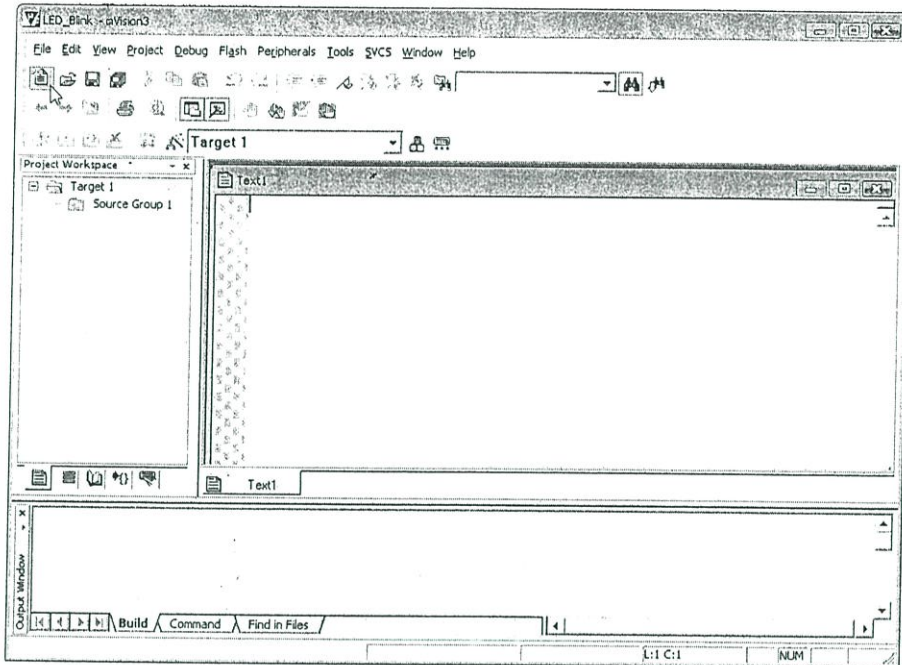 LED_Blink - µVision3
File Edit View Project Debug Flash Peripherals Tools SVCS Window Help
Target 1
Project Workspace
Target 1
Source Group 1
Text1
Text1
Output Window
Build Command Find in Files
L:1 C:1 NUM